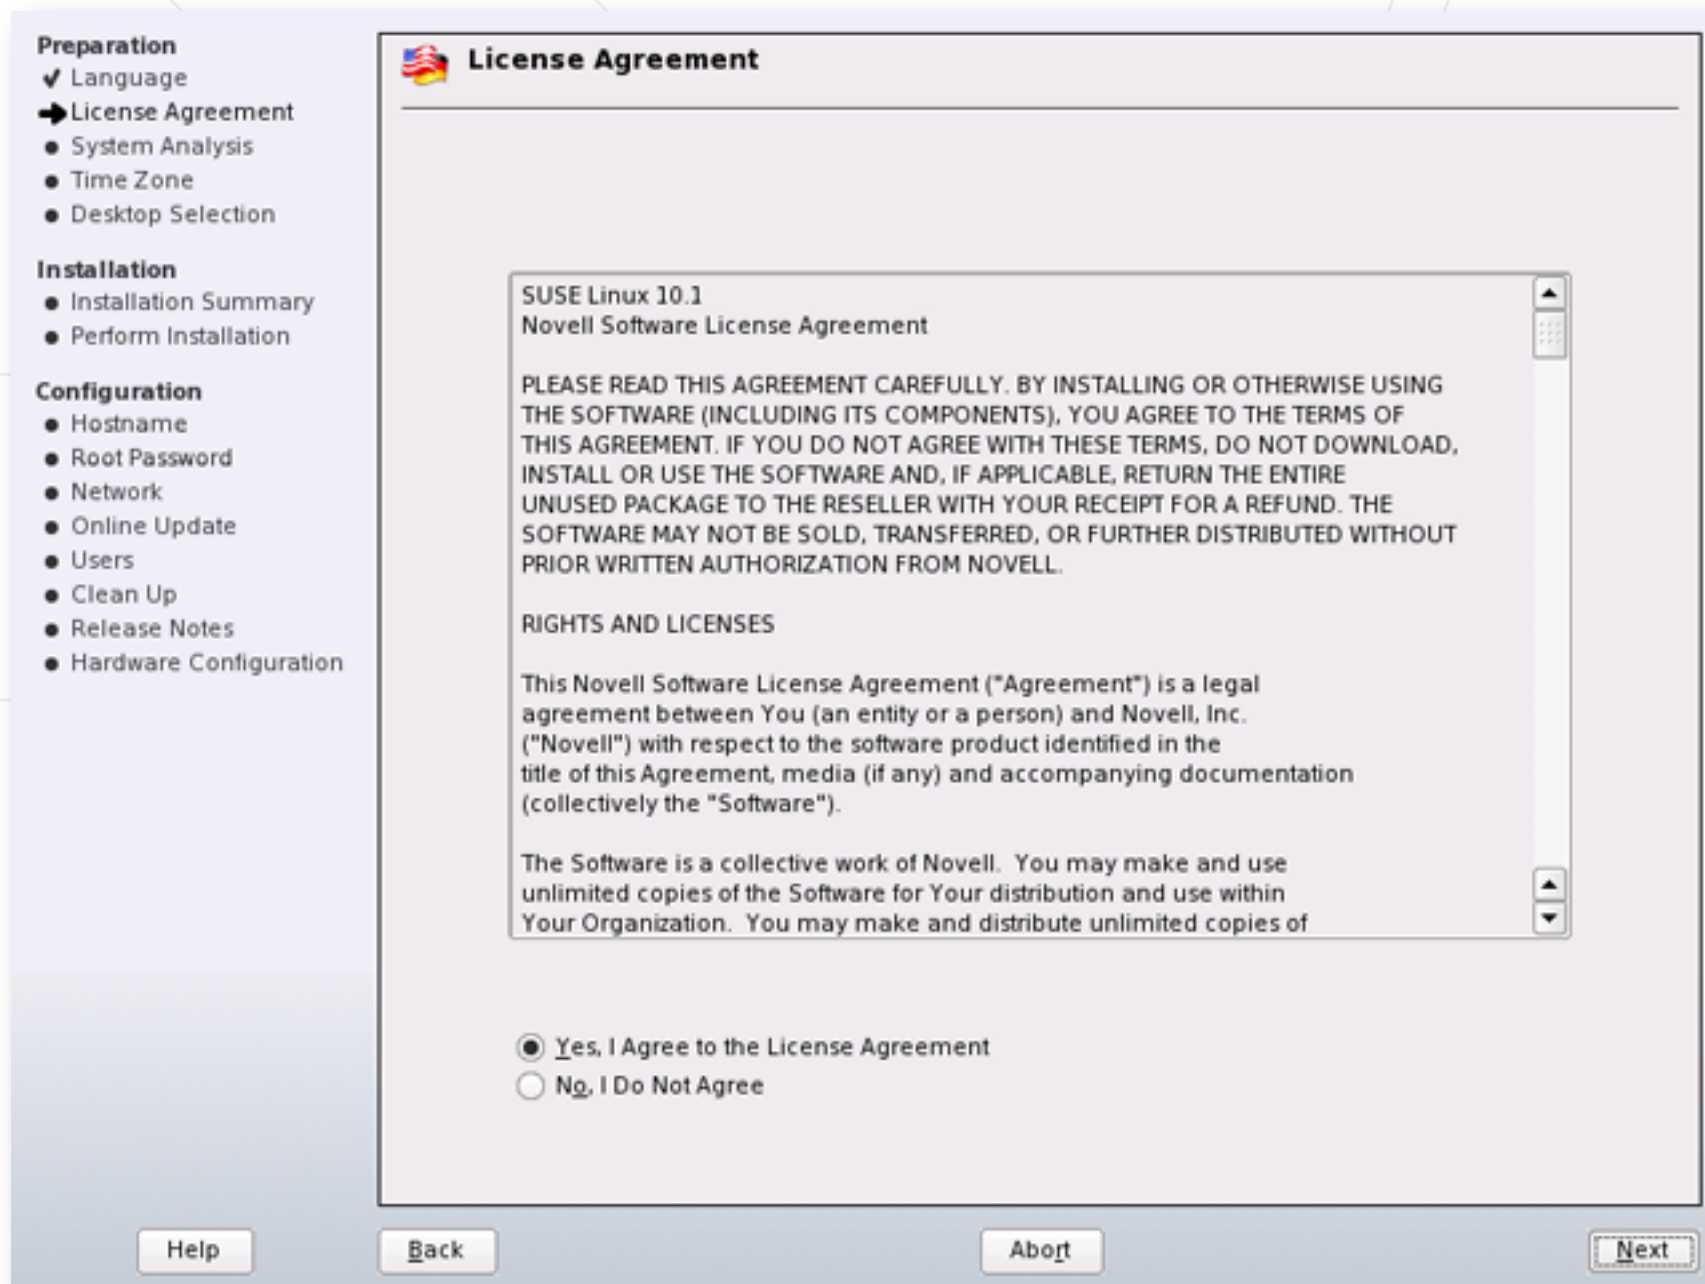 Preparation
Language
License Agreement
System Analysis
Time Zone
Desktop Selection
Installation
Installation Summary
Perform Installation
Configuration
Hostname
Root Password
Network
Online Update
Users
Clean Up
Release Notes
Hardware Configuration
License Agreement
SUSE Linux 10.1
Novell Software License Agreement
PLEASE READ THIS AGREEMENT CAREFULLY. BY INSTALLING OR OTHERWISE USING
THE SOFTWARE (INCLUDING ITS COMPONENTS), YOU AGREE TO THE TERMS OF
THIS AGREEMENT. IF YOU DO NOT AGREE WITH THESE TERMS, DO NOT DOWNLOAD,
INSTALL OR USE THE SOFTWARE AND, IF APPLICABLE, RETURN THE ENTIRE
UNUSED PACKAGE TO THE RESELLER WITH YOUR RECEIPT FOR A REFUND. THE
SOFTWARE MAY NOT BE SOLD, TRANSFERRED, OR FURTHER DISTRIBUTED WITHOUT
PRIOR WRITTEN AUTHORIZATION FROM NOVELL.
RIGHTS AND LICENSES
This Novell Software License Agreement ("Agreement") is a legal
agreement between You (an entity or a person) and Novell, Inc.
("Novell") with respect to the software product identified in the
title of this Agreement, media (if any) and accompanying documentation
(collectively the "Software").
The Software is a collective work of Novell.  You may make and use
unlimited copies of the Software for Your distribution and use within
Your Organization.  You may make and distribute unlimited copies of
Yes, I Agree to the License Agreement
No, I Do Not Agree
Help
Back
Abort
Next